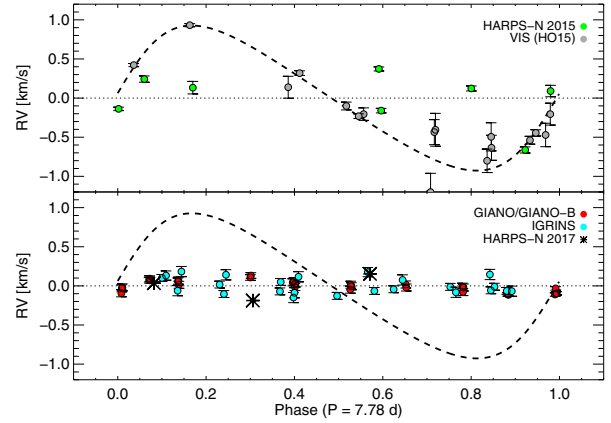 1.0
0.5
0.0
−0.5
−1.0
RV [km/s]
HARPS-N 2015
VIS (HO15)
1.0
0.5
0.0
−0.5
−1.0
RV [km/s]
GIANO/GIANO-B
IGRINS
HARPS-N 2017
0.0 0.2 0.4 0.6 0.8 1.0
Phase (P = 7.78 d)